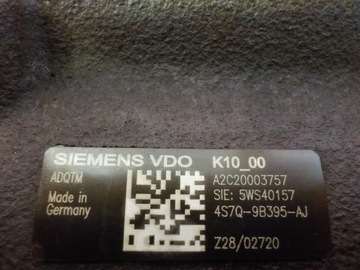 SIEMENS VDO K10_00
ADQTM A2C20003757
Made in SIE: 5WS40157
Germany 4S7Q-9B395-AJ
Z28/02720